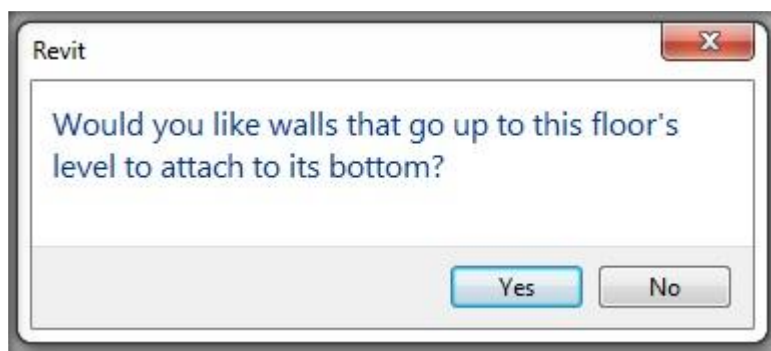 Revit
Would you like walls that go up to this floor's
level to attach to its bottom?
Yes No